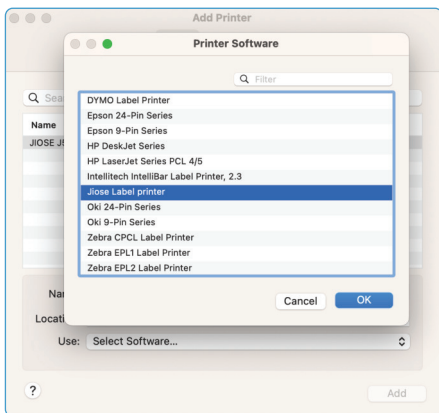 Add Printer
Printer Software
Filter
Sea
Name
JIOSE J
DYMO Label Printer
Epson 24-Pin Series
Epson 9-Pin Series
HP DeskJet Series
HP LaserJet Series PCL 4/5
Intellitech IntelliBar Label Printer, 2.3
Jiose Label printer
Oki 24-Pin Series
Oki 9-Pin Series
Zebra CPCL Label Printer
Zebra EPL1 Label Printer
Zebra EPL2 Label Printer
Cancel OK
Nar
Locati
Use: Select Software...
? Add